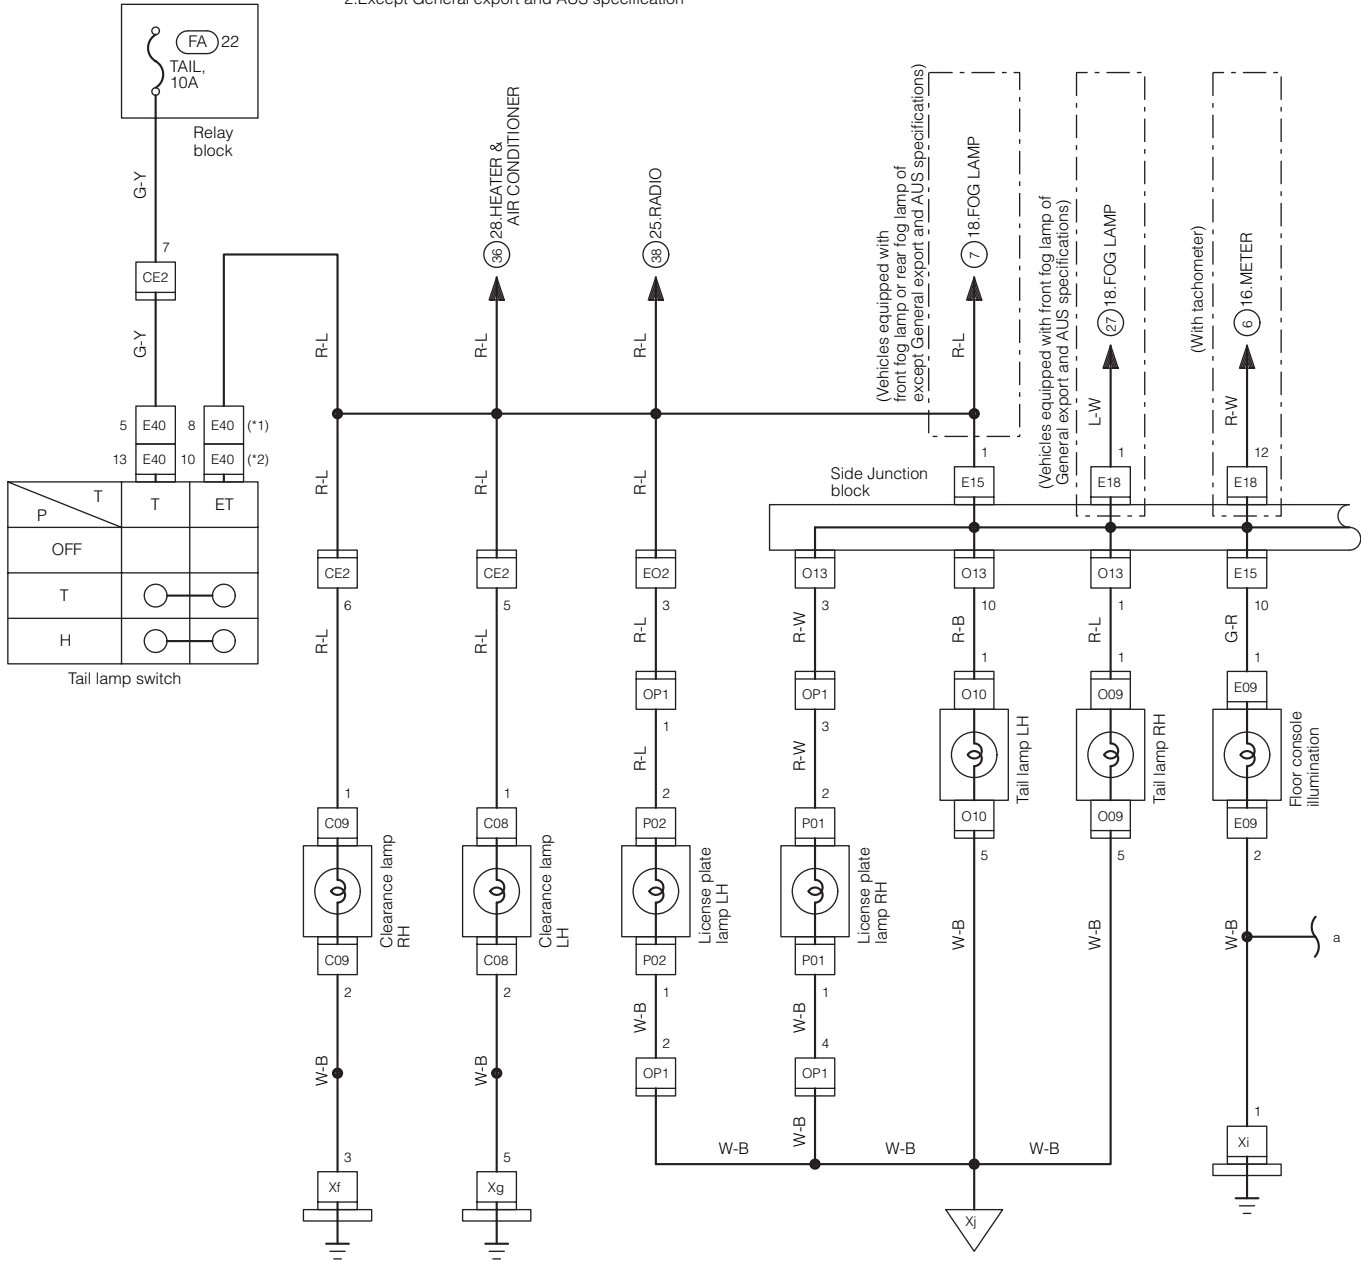 2.Except General export and AUS specification
FA 22
TAIL,
10A
Relay
block
G-Y
7
CE2
G-Y
5 E40 8 E40 (*1)
13 E40 10 E40 (*2)
P T T ET
OFF
T
H
Tail lamp switch
36 28.HEATER &
AIR CONDITIONER
38 25.RADIO
(Vehicles equipped with
front fog lamp or rear fog lamp of
except General export and AUS specifications)
7 18.FOG LAMP
(Vehicles equipped with front fog lamp of
General export and AUS specifications)
27 18.FOG LAMP
(With tachometer)
6 16.METER
R-L R-L R-L R-L L-W R-W
1 1 12
E15 E18 E18
Side Junction
block
R-L R-L R-L
CE2 CE2 EO2 O13 O13 O13 E15
6 5 3 3 10 1 10
R-L R-L R-L R-W R-B R-L G-R
1 1 1
OP1 OP1 O10 O09 E09
1 3
R-L R-W
Tail lamp LH
Tail lamp RH
Floor console
illumination
1 1 2 2
C09 C08 P02 P01 O10 O09 E09
5 5 2
Clearance lamp
RH
Clearance lamp
LH
License plate
lamp LH
License plate
lamp RH
W-B W-B W-B a
C09 C08 P02 P01
2 2 1 1
W-B W-B
2 4
W-B W-B OP1 OP1
W-B
W-B W-B W-B
3 5 1
Xf Xg Xj Xi